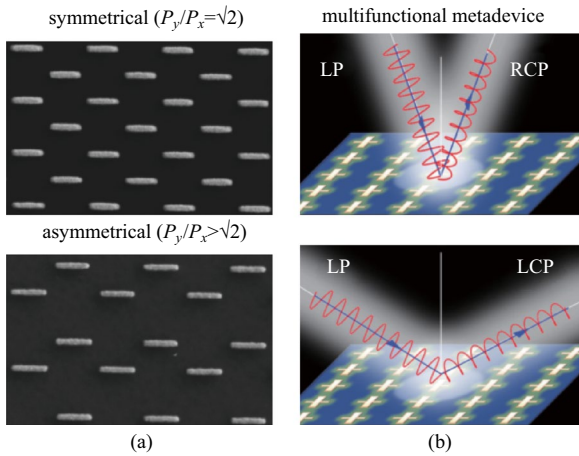 symmetrical (Py/Px=√2)
multifunctional metadevice
LP
RCP
asymmetrical (Py/Px>√2)
LP
LCP
(a)
(b)